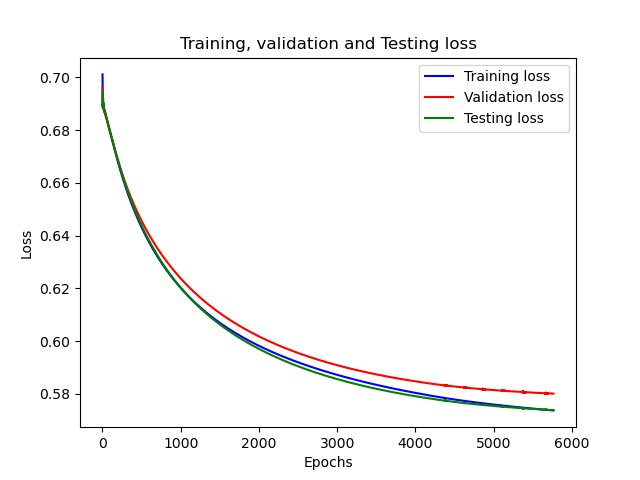 Training, validation and Testing loss
Training loss
Validation loss
Testing loss
Loss
0.70
0.68
0.66
0.64
0.62
0.60
0.58
0 1000 2000 3000 4000 5000 6000
Epochs